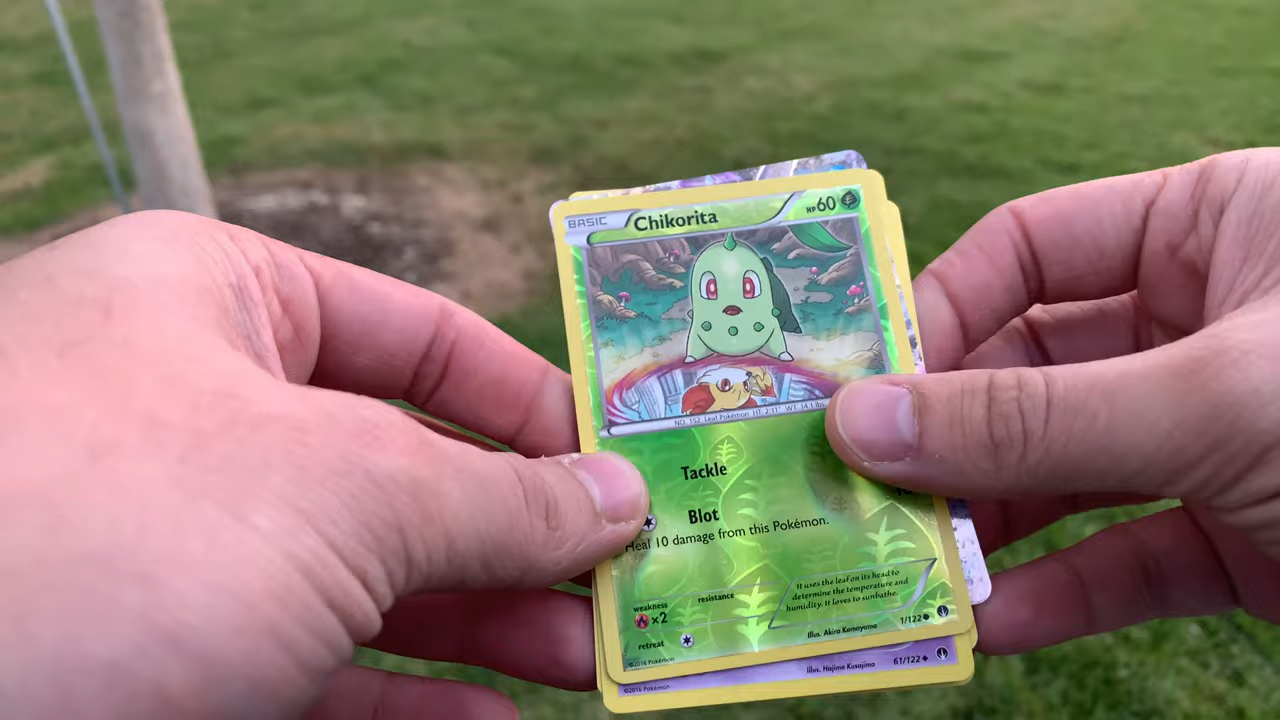 BASIC Chikorita HP60
NO. 152 Leaf Pokémon HT: 2'11" WT: 14.1 lbs.
Tackle
Blot
Heal 10 damage from this Pokémon.
It uses the leaf on its head to
determine the temperature and
humidity. It loves to sunbathe.
weakness
×2
resistance
retreat
Illus. Akira Komayama
1/122
©2016 Pokémon
©2016 Pokémon
Illus. Hajime Kusajima
61/122